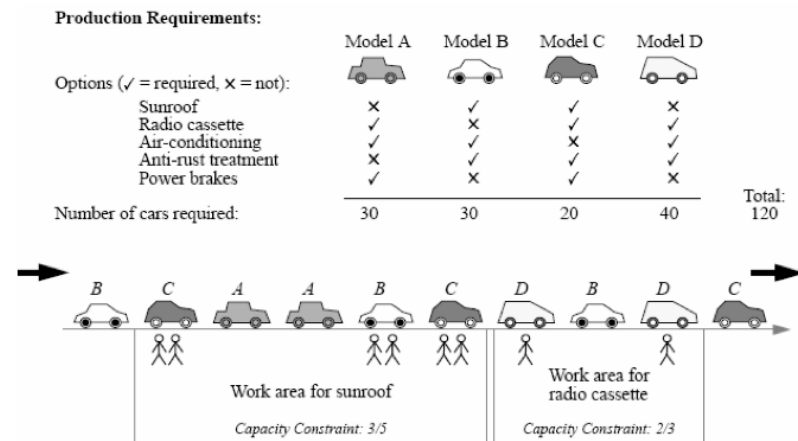 Production Requirements:
Model A Model B Model C Model D
Options (✓ = required, × = not):
Sunroof × ✓ ✓ ×
Radio cassette ✓ × ✓ ✓
Air-conditioning ✓ ✓ × ✓
Anti-rust treatment × ✓ ✓ ✓
Power brakes ✓ × ✓ ×
Total:
Number of cars required: 30 30 20 40 120
B C A A B C D B D C
Work area for sunroof
Work area for
radio cassette
Capacity Constraint: 3/5 Capacity Constraint: 2/3